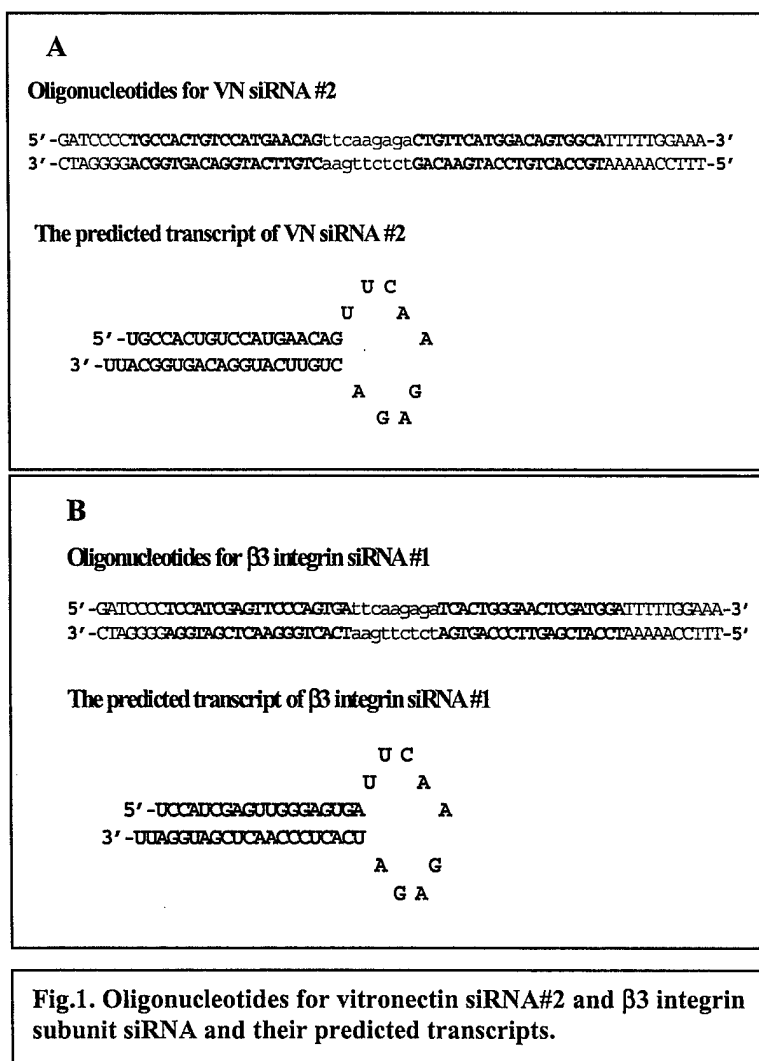 A
Oligonucleotides for VN siRNA #2
5'-GATCCCCTGCCACTGTCCATGAACAGttcaagagaCTGTTCATGGACAGTGGCATTTTTGGAAA-3'
3'-CTAGGGGACGGTGACAGGTACTTGTCaagttctctGACAAGTACCTGTCACCGTAAAAACCTTT-5'
The predicted transcript of VN siRNA #2
U C
U A
5'-UGCCACUGUCCAUGAACAG A
3'-UUACGGUGACAGGUACUUGUC
A G
G A
B
Oligonucleotides for β3 integrin siRNA #1
5'-GATCCCCTCCATCGAGTTCCCAGTGAttcaagagaTCACTGGGAACTCGATGGATTTTTGGAAA-3'
3'-CTAGGGGAGGTAGCTCAAGGGTCACTaagttctctAGTGACCCTTGAGCTACCTAAAAACCTTT-5'
The predicted transcript of β3 integrin siRNA #1
U C
U A
5'-UCCAUCGAGUUGGGAGUGA A
3'-UUAGGUAGCUCAACCCUCACU
A G
G A
Fig.1. Oligonucleotides for vitronectin siRNA#2 and β3 integrin
subunit siRNA and their predicted transcripts.